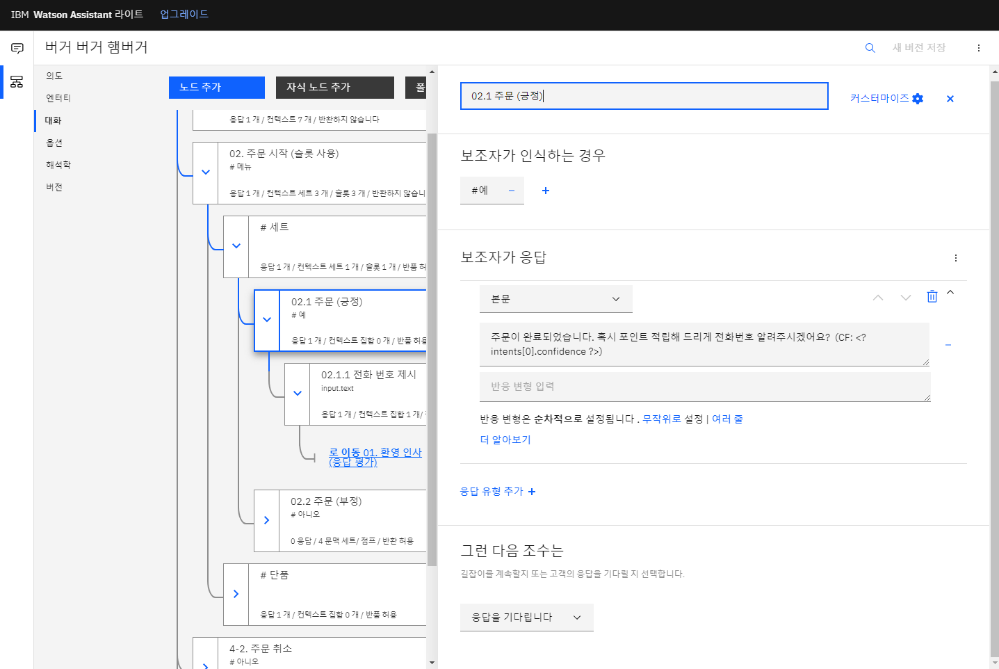 IBM Watson Assistant 라이트 업그레이드
버거 버거 햄버거
새 버전 저장
의도
엔터티
대화
옵션
해석학
버전
노드 추가
자식 노드 추가
폴
응답 1 개 / 컨텍스트 7 개 / 반환하지 않습니다
02. 주문 시작 (슬롯 사용)
# 메뉴
응답 1 개 / 컨텍스트 세트 3 개 / 슬롯 3 개 / 반환하지 않습니
# 세트
응답 1 개 / 컨텍스트 세트 1 개 / 슬롯 1 개 / 반품 허
02.1 주문 (긍정)
# 예
응답 1 개 / 컨텍스트 집합 0 개 / 반품 허용
02.1.1 전화 번호 제시
input.text
응답 1 개 / 컨텍스트 집합 1 개/
로 이동 01. 환영 인사
(응답 평가)
02.2 주문 (부정)
# 아니오
0 응답 / 4 문맥 세트/ 점프 / 반환 허용
# 단품
응답 1 개 / 컨텍스트 집합 0 개 / 반품 허용
4-2. 주문 취소
# 아니오
02.1 주문 (긍정)
커스터마이즈
보조자가 인식하는 경우
#예
보조자가 응답
본문
주문이 완료되었습니다. 혹시 포인트 적립해 드리게 전화번호 알려주시겠어요? (CF: <?
intents[0].confidence ?>)
반응 변형 입력
반응 변형은 순차적으로 설정됩니다 . 무작위로 설정 | 여러 줄
더 알아보기
응답 유형 추가
그런 다음 조수는
길잡이를 계속할지 또는 고객의 응답을 기다릴 지 선택합니다.
응답을 기다립니다